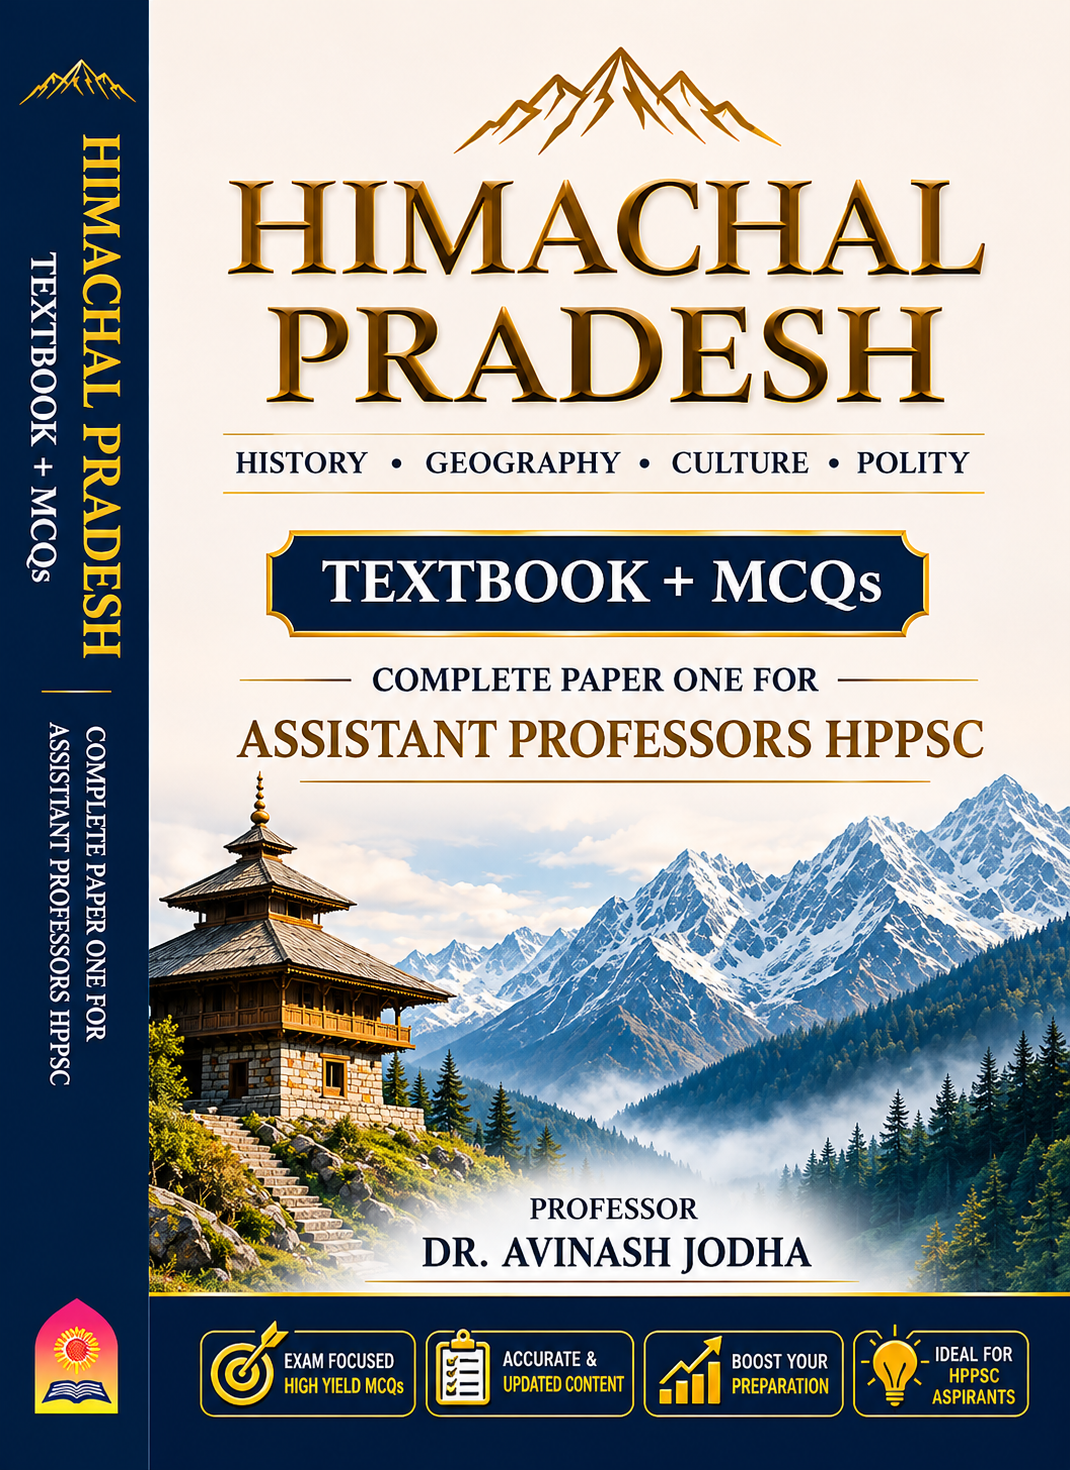 HIMACHAL PRADESH
TEXTBOOK + MCQs
COMPLETE PAPER ONE FOR
ASSISTANT PROFESSORS HPPSC
HIMACHAL
PRADESH
HISTORY • GEOGRAPHY • CULTURE • POLITY
TEXTBOOK + MCQs
COMPLETE PAPER ONE FOR
ASSISTANT PROFESSORS HPPSC
PROFESSOR
DR. AVINASH JODHA
EXAM FOCUSED
HIGH YIELD MCQs
ACCURATE &
UPDATED CONTENT
BOOST YOUR
PREPARATION
IDEAL FOR
HPPSC
ASPIRANTS